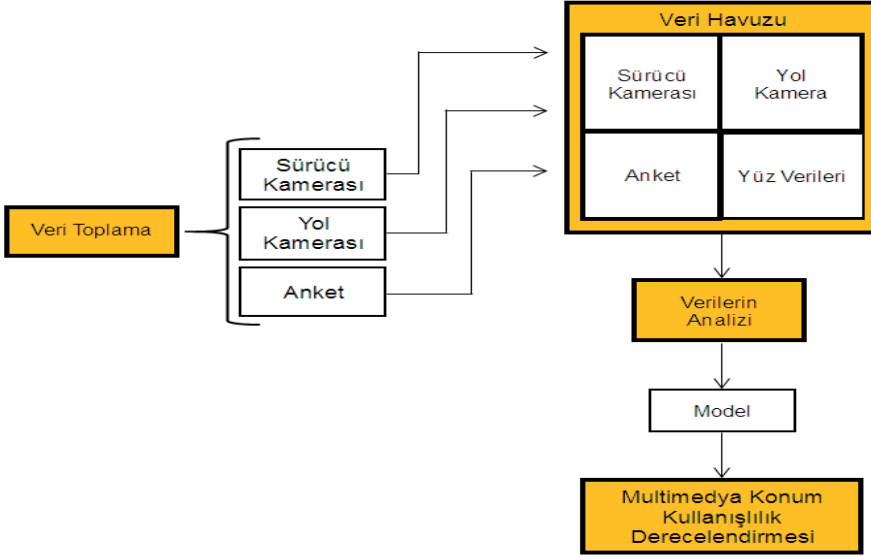 Veri Toplama
Sürücü
Kamerası
Yol
Kamerası
Anket
Veri Havuzu
Sürücü
Kamerası
Yol
Kamera
Anket
Yüz Verileri
Verilerin
Analizi
Model
Multimedya Konum
Kullanışlılık
Derecelendirmesi